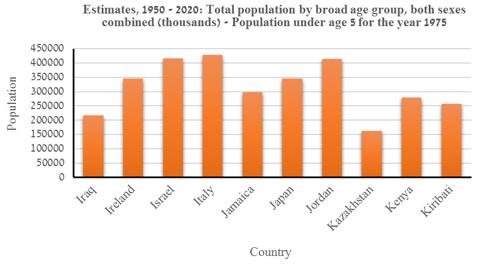 Estimates, 1950 - 2020: Total population by broad age group, both sexes
combined (thousands) - Population under age 5 for the year 1975
450000
400000
350000
300000
250000
200000
150000
100000
50000
0
Population
Iraq
Ireland
Israel
Italy
Jamaica
Japan
Jordan
Kazakhstan
Kenya
Kiribati
Country